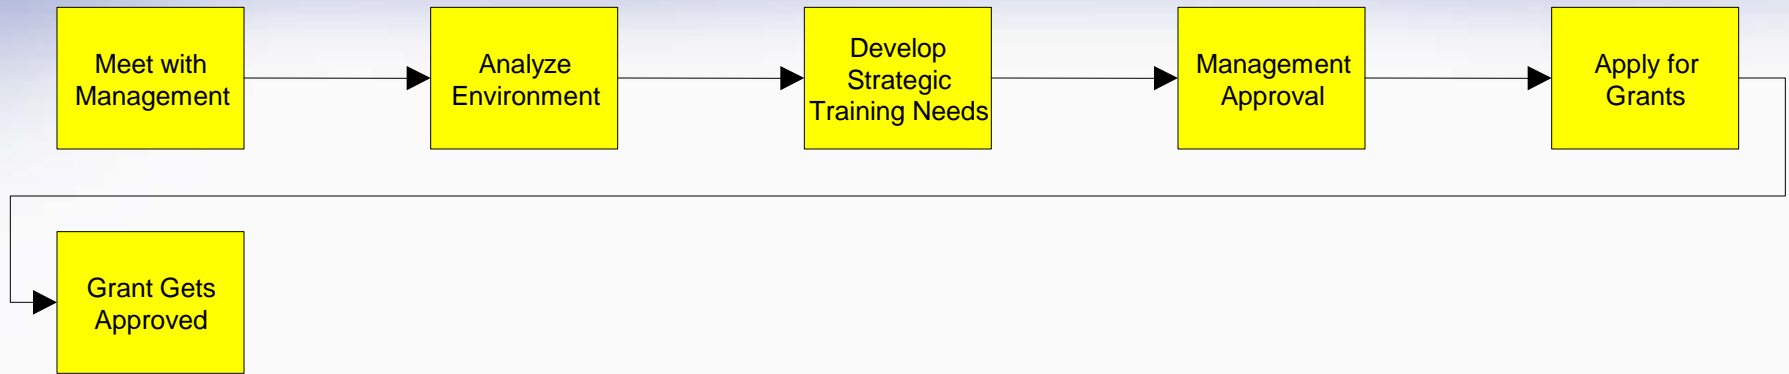 Meet with
Management
Analyze
Environment
Develop
Strategic
Training Needs
Management
Approval
Apply for
Grants
Grant Gets
Approved